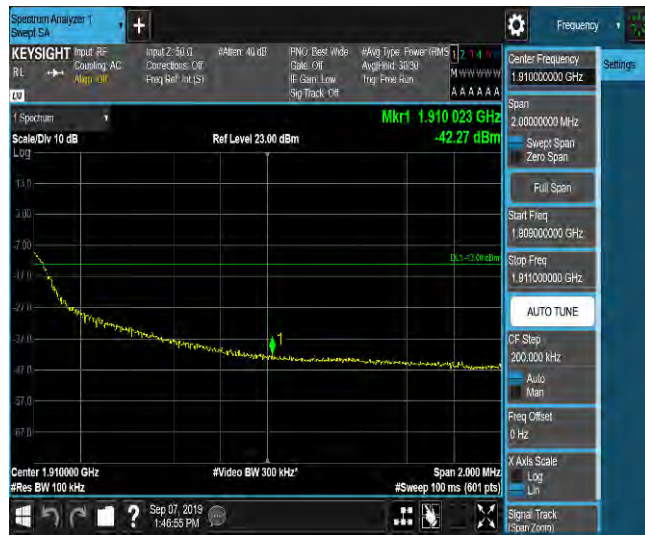 Spectrum Analyzer 1
Swept SA
+
Frequency
KEYSIGHT
RL
Input: RF
Coupling: AC
Align: Off
Input Z: 50 Ω
Corrections: Off
Freq Ref: Int (S)
#Atten: 40 dB
PNO: Best Wide
Gate: Off
IF Gain: Low
Sig Track: Off
#Avg Type: Power (RMS
Avg|Hold: 30/30
Trig: Free Run
M W W W W W
A A A A A A
LV
1 Spectrum
Scale/Div 10 dB
Ref Level 23.00 dBm
Mkr1 1.910 023 GHz
-42.27 dBm
Log
13.0
3.00
-7.00
DL1 -13.00 dBm
-17.0
-27.0
-37.0
1
-47.0
-57.0
-67.0
Center 1.910000 GHz
#Video BW 300 kHz*
Span 2.000 MHz
#Res BW 100 kHz
#Sweep 100 ms (601 pts)
?
Sep 07, 2019
1:46:55 PM
Center Frequency
1.910000000 GHz
Settings
Span
2.00000000 MHz
Swept Span
Zero Span
Full Span
Start Freq
1.909000000 GHz
Stop Freq
1.911000000 GHz
AUTO TUNE
CF Step
200.000 kHz
Auto
Man
Freq Offset
0 Hz
X Axis Scale
Log
Lin
Signal Track
(Span Zoom)